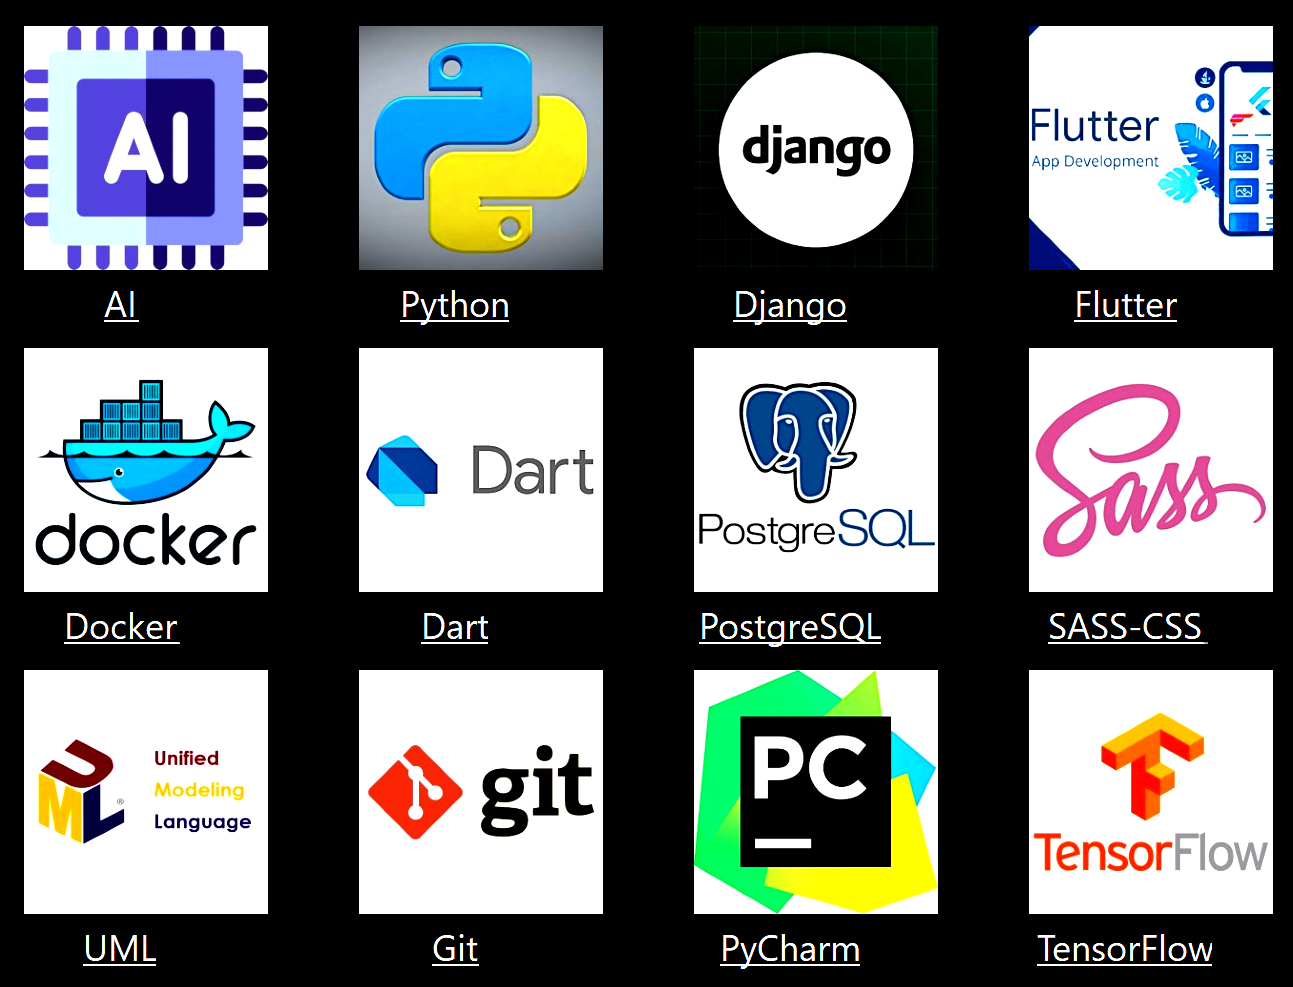 AI
django
Flutter
App Development
AI
Python
Django
Flutter
docker
Dart
PostgreSQL
Sass
Docker
Dart
PostgreSQL
SASS-CSS
UML
Unified
Modeling
Language
git
PC
TensorFlow
UML
Git
PyCharm
TensorFlow